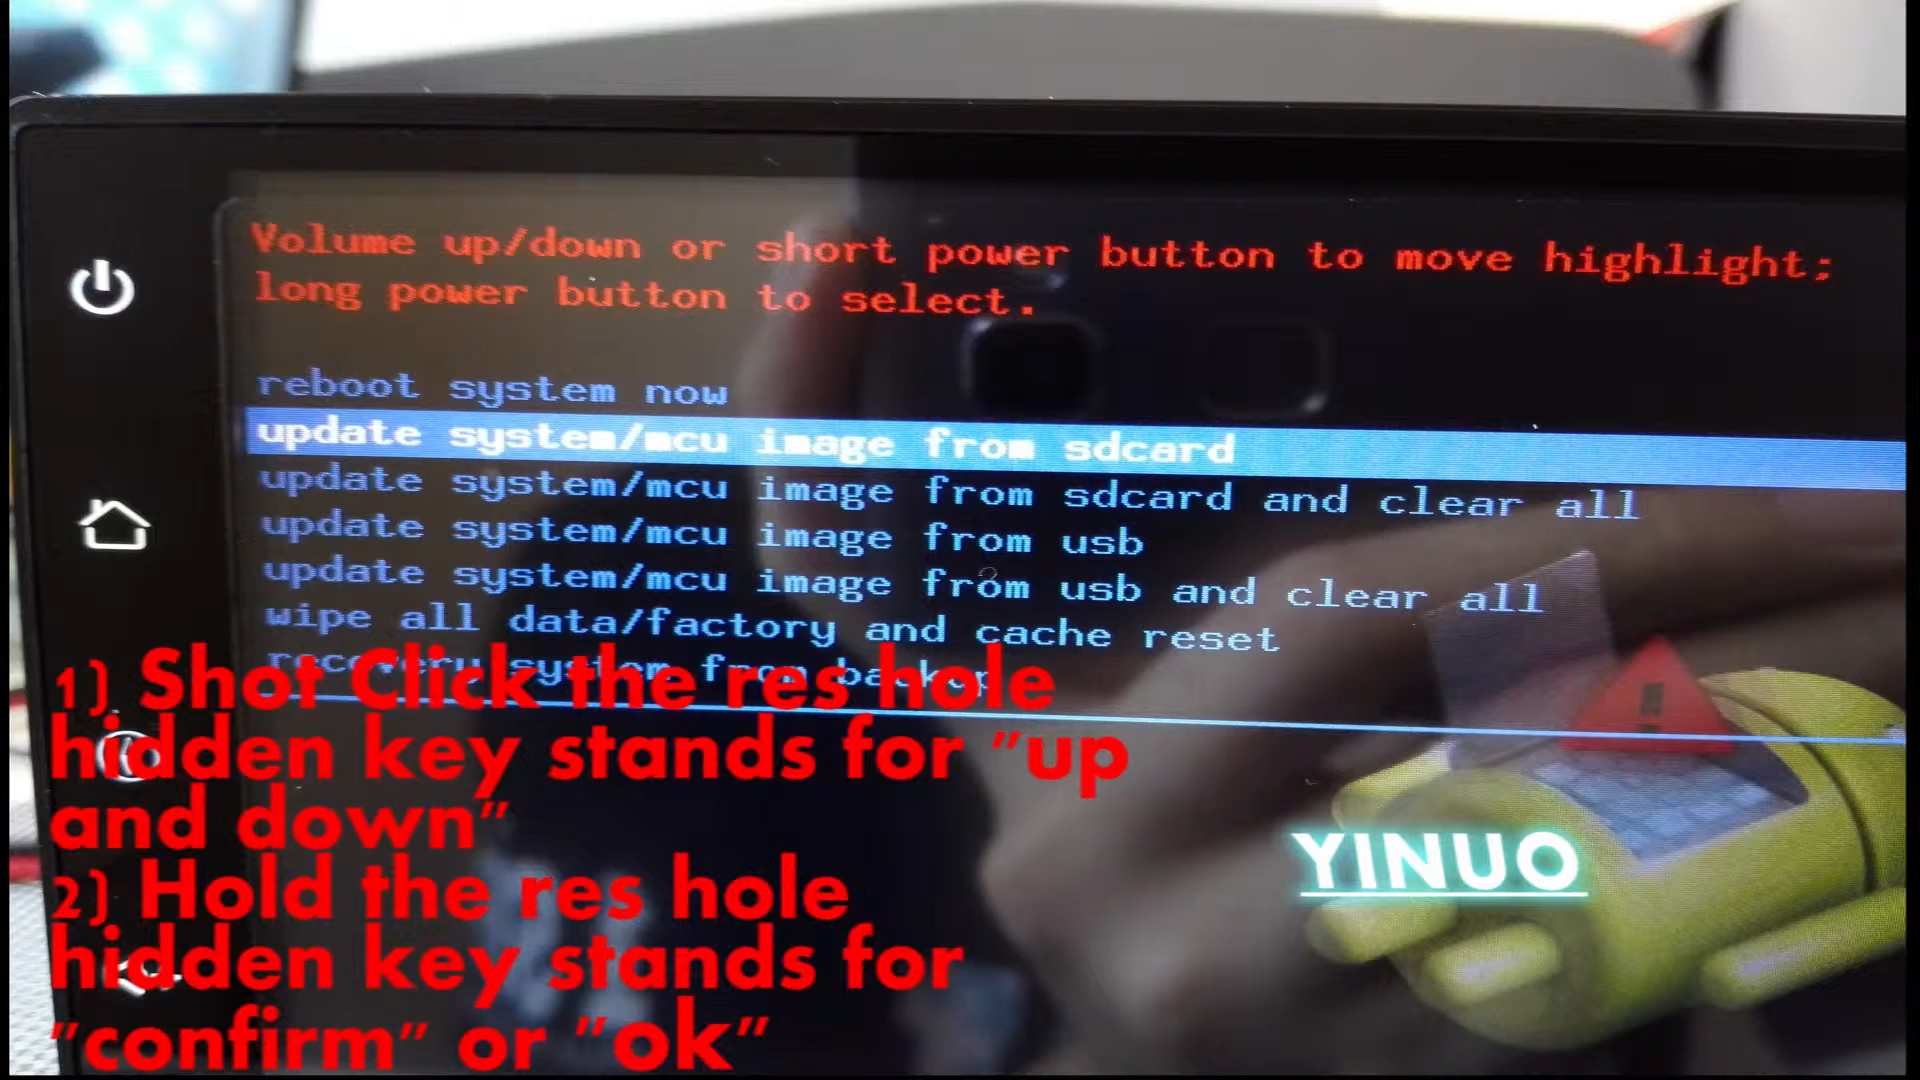 Volume up/down or short power button to move highlight;
long power button to select.
reboot system now
update system/mcu image from sdcard
update system/mcu image from sdcard and clear all
update system/mcu image from usb
update system/mcu image from usb and clear all
wipe all data/factory and cache reset
recovery system from backup
1) Shot Click the res hole
hidden key stands for "up
and down"
2) Hold the res hole
hidden key stands for
"confirm" or "ok"
YINUO